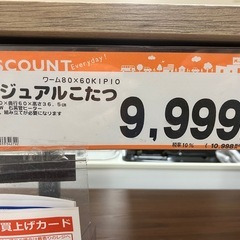 SCOUNT Everyday!
ワーム80×60KIPIO
ジュアルこたつ
0×奥行60×高さ36.5cm
W 石英管ヒーター
組み立てが必要になります
9,999
税率10%
10,998
買上げカード